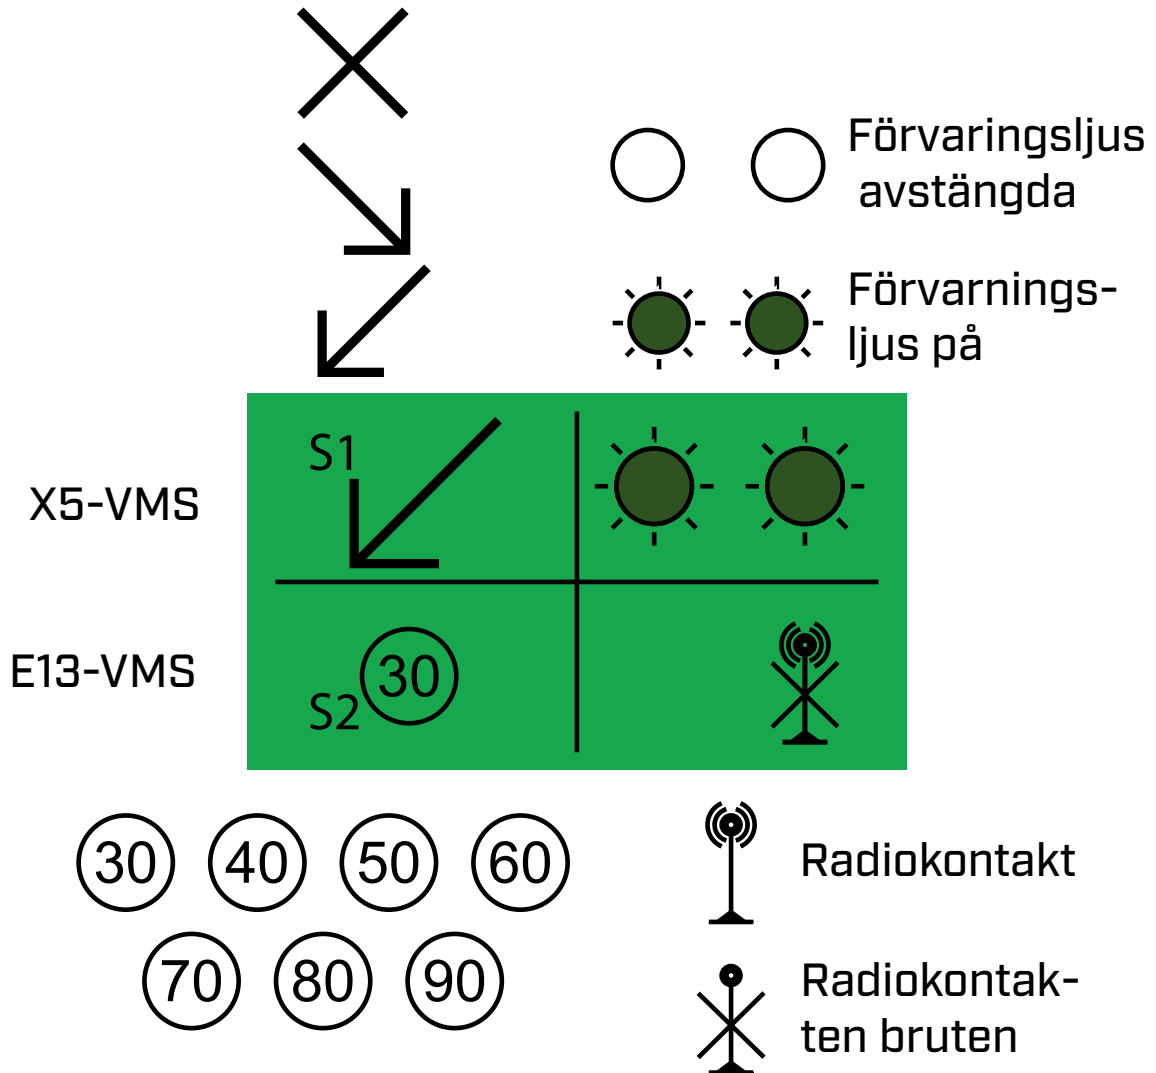 Förvaringsljus
avstängda
Förvarnings-
ljus på
X5-VMS
S1
E13-VMS
S2
30
30 40 50 60
70 80 90
Radiokontakt
Radiokontak-
ten bruten